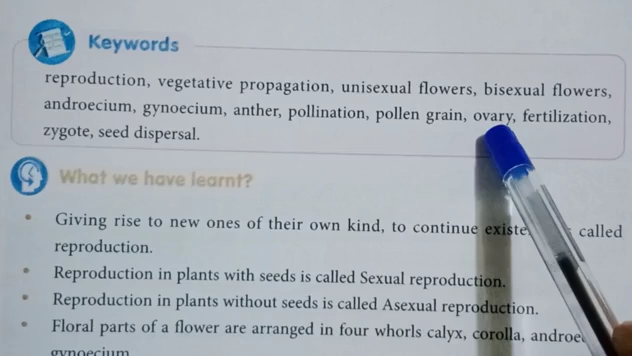 Keywords
reproduction, vegetative propagation, unisexual flowers, bisexual flowers,
androecium, gynoecium, anther, pollination, pollen grain, ovary, fertilization,
zygote, seed dispersal.
What we have learnt?
Giving rise to new ones of their own kind, to continue called
reproduction.
Reproduction in plants with seeds is called Sexual reproduction.
Reproduction in plants without seeds is called Asexual reproduction.
Floral parts of a flower are arranged in four whorls calyx, corolla,
gynoecium